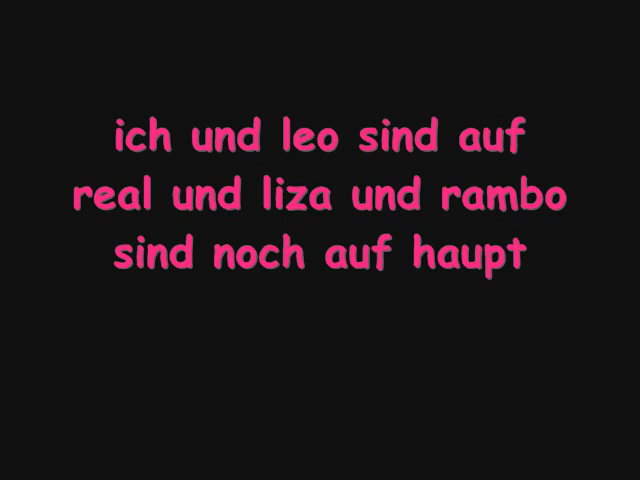 ich und leo sind auf
real und liza und rambo
sind noch auf haupt